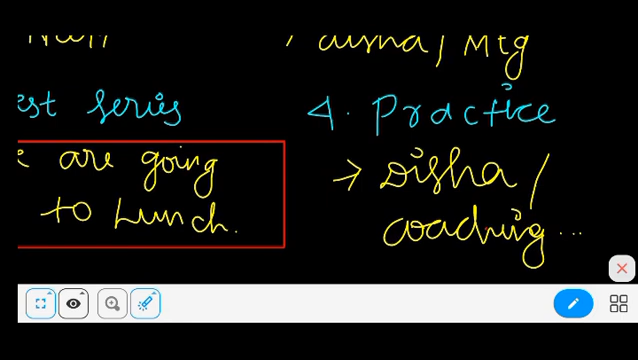 / Disha / Mtg
est series
4. Practice
are going
to Lunch.
→ Disha /
coaching...